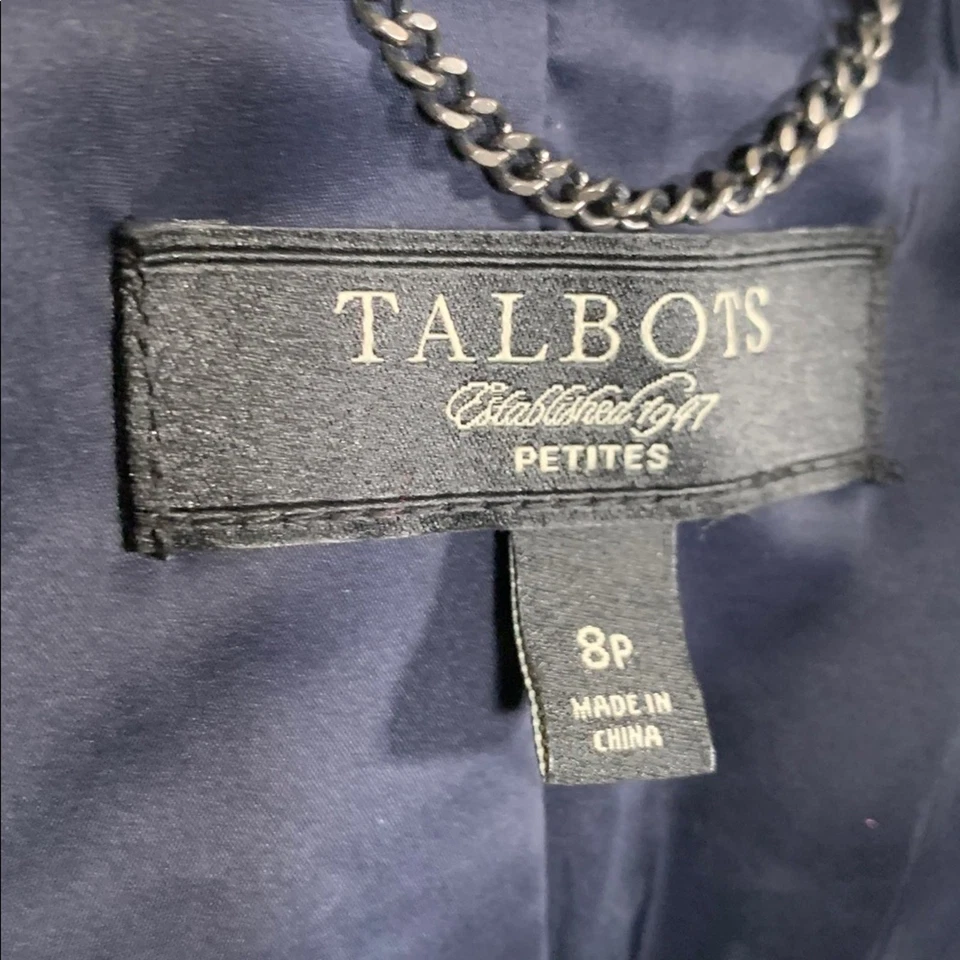 TALBOTS
Established 1947
PETITES
8P
MADE IN
CHINA